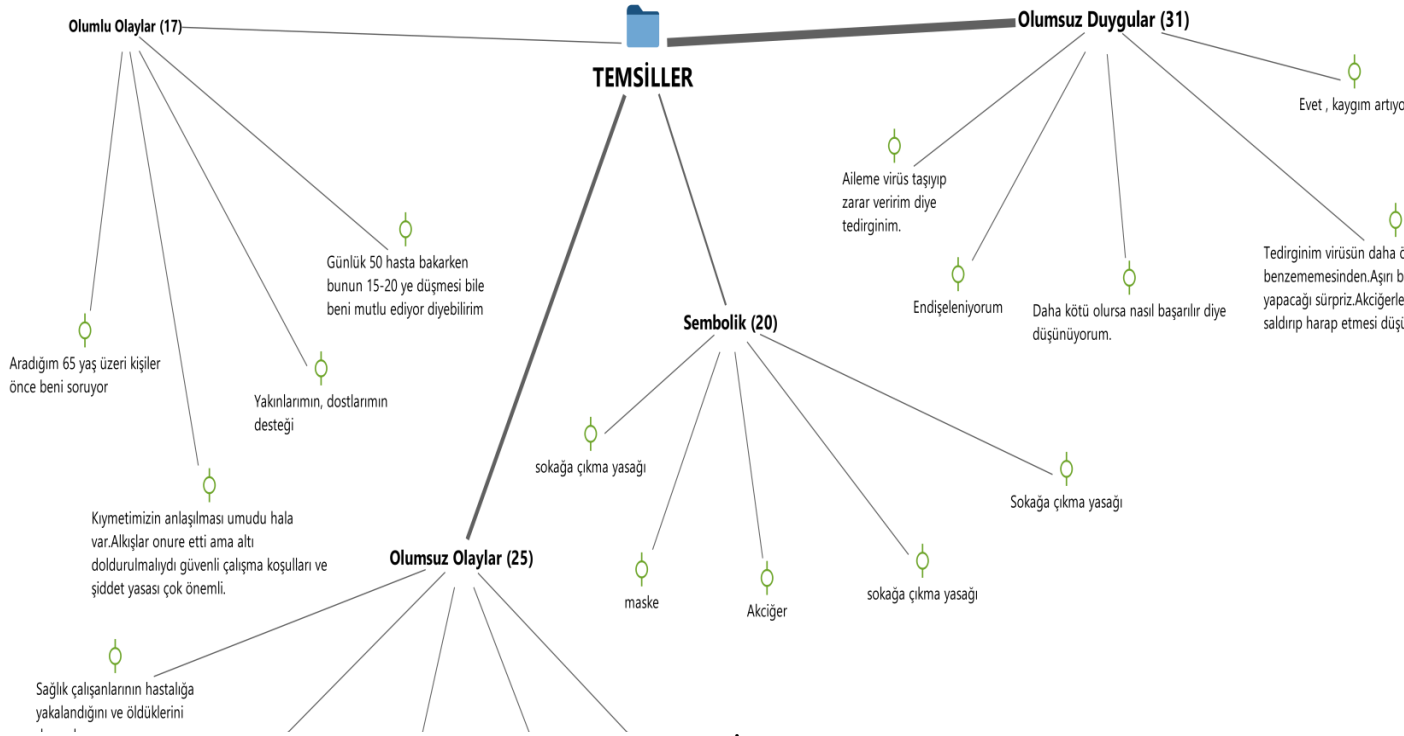 Olumlu Olaylar (17)
TEMSİLLER
Olumsuz Duygular (31)
Evet , kaygım artıyo
Aileme virüs taşıyıp
zarar veririm diye
tedirginim.
Günlük 50 hasta bakarken
bunun 15-20 ye düşmesi bile
beni mutlu ediyor diyebilirim
Endişeleniyorum
Daha kötü olursa nasıl başarılır diye
düşünüyorum.
Tedirginim virüsün daha ö
benzememesinden.Aşırı b
yapacağı sürpriz.Akciğerle
saldırıp harap etmesi düşü
Aradığım 65 yaş üzeri kişiler
önce beni soruyor
Yakınlarımın, dostlarımın
desteği
Sembolik (20)
sokağa çıkma yasağı
Sokağa çıkma yasağı
Kıymetimizin anlaşılması umudu hala
var.Alkışlar onure etti ama altı
doldurulmalıydı güvenli çalışma koşulları ve
şiddet yasası çok önemli.
Olumsuz Olaylar (25)
maske
Akciğer
sokağa çıkma yasağı
Sağlık çalışanlarının hastalığa
yakalandığını ve öldüklerini